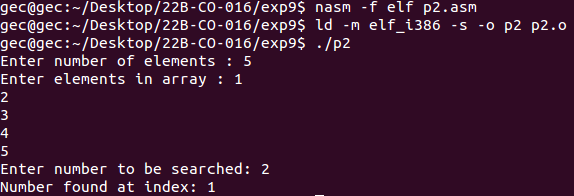 gec@gec:~/Desktop/22B-CO-016/exp9$ nasm -f elf p2.asm
gec@gec:~/Desktop/22B-CO-016/exp9$ ld -m elf_i386 -s -o p2 p2.o
gec@gec:~/Desktop/22B-CO-016/exp9$ ./p2
Enter number of elements : 5
Enter elements in array : 1
2
3
4
5
Enter number to be searched: 2
Number found at index: 1